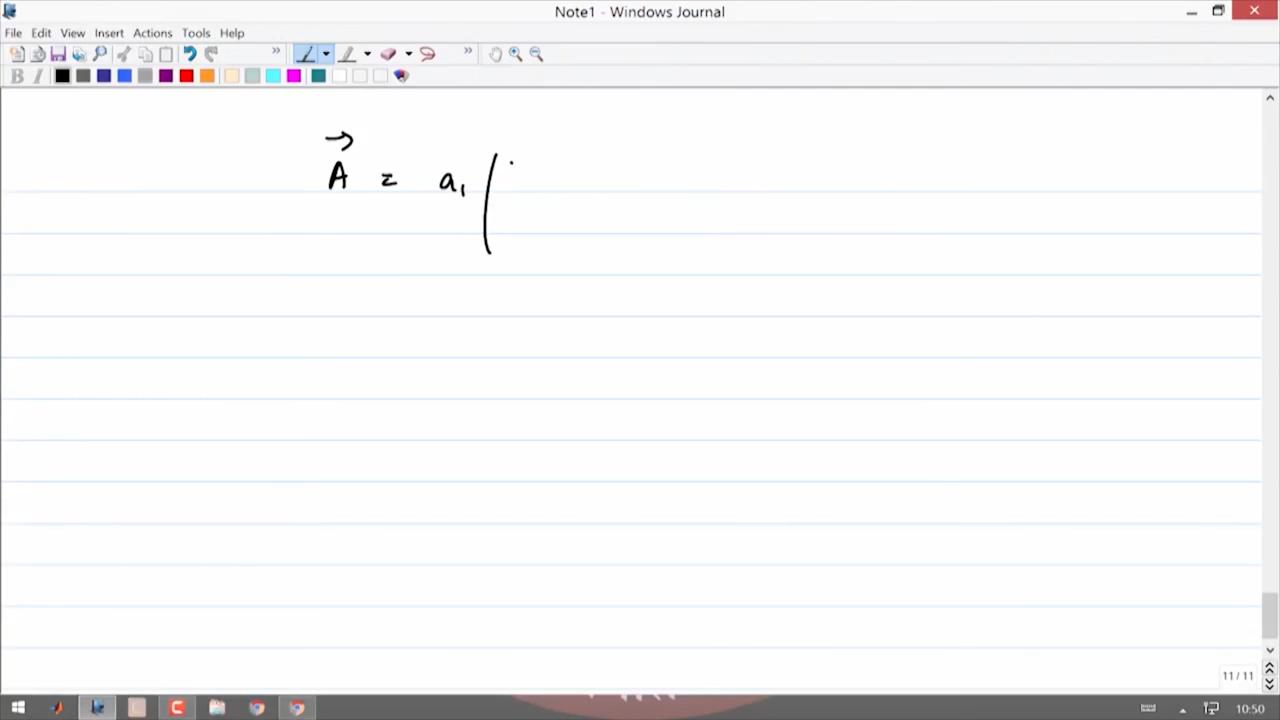 Note1 - Windows Journal
File Edit View Insert Actions Tools Help
B I
→
A = a₁ (
11 / 11
10:50